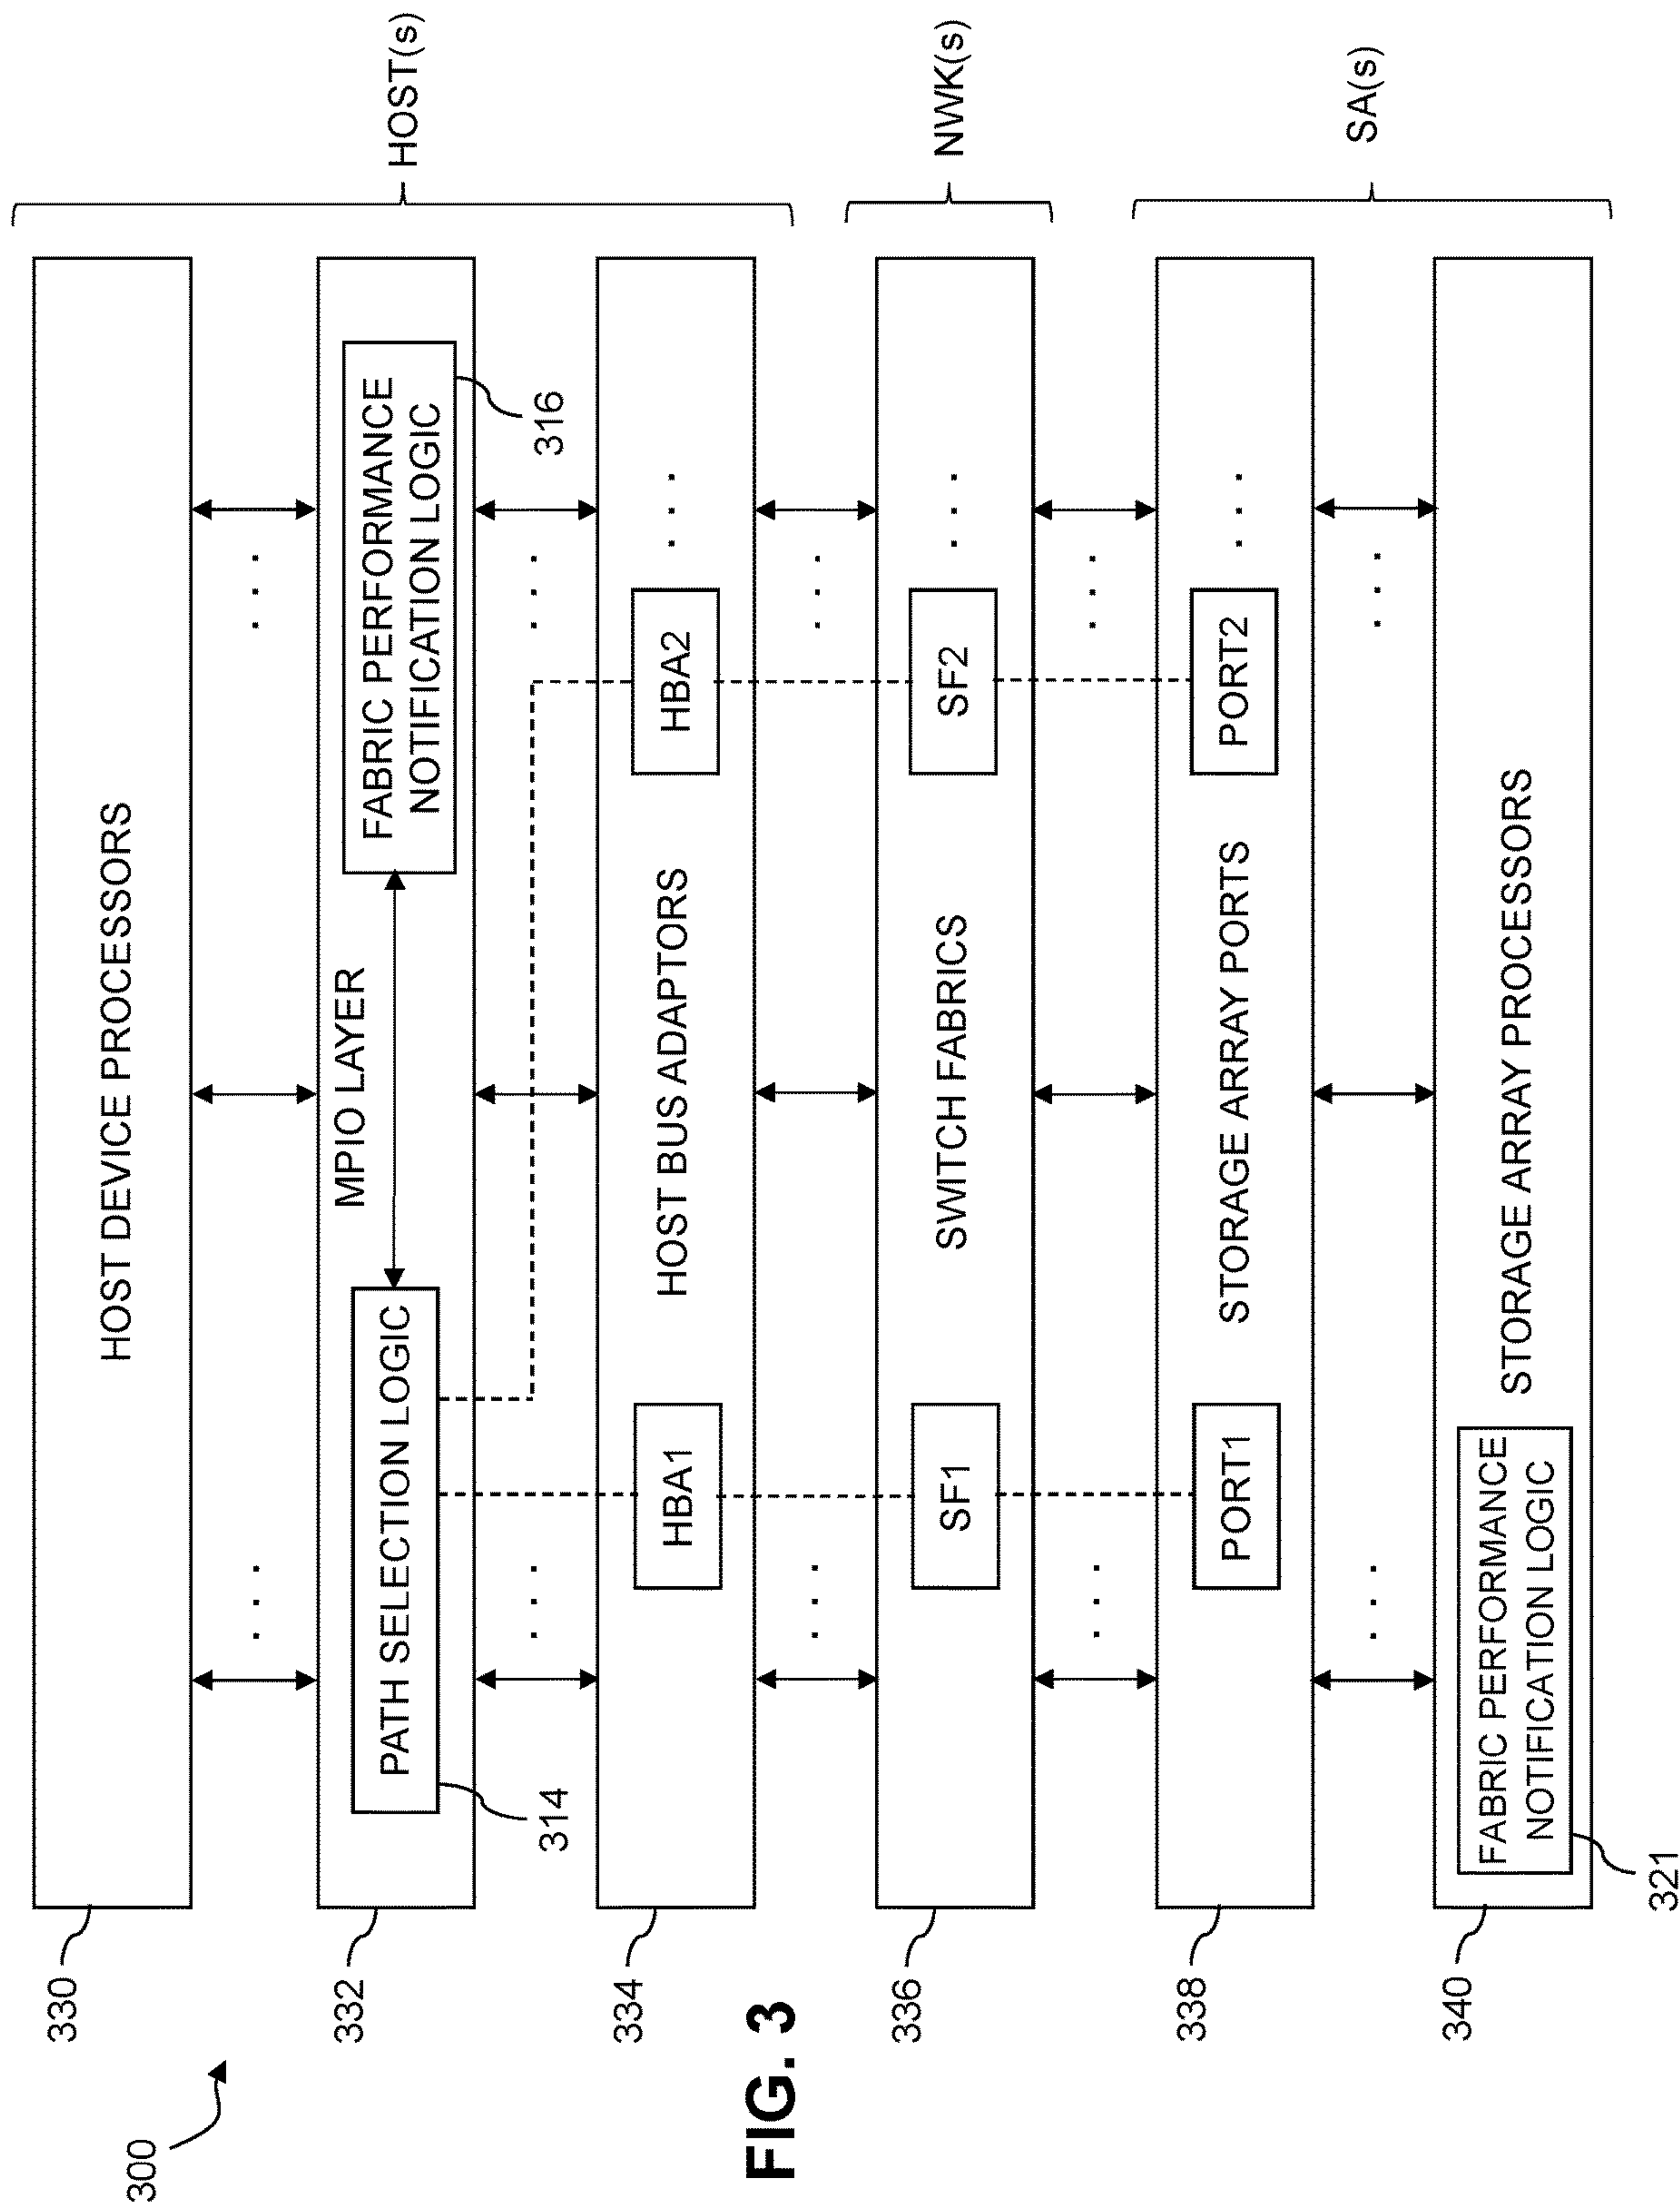 300
330
HOST DEVICE PROCESSORS
HOST(s)
332
PATH SELECTION LOGIC
314
MPIO LAYER
FABRIC PERFORMANCE
NOTIFICATION LOGIC
316
334
HBA1
HOST BUS ADAPTORS
HBA2
. . .
336
SF1
SWITCH FABRICS
SF2
. . .
NWK(s)
338
PORT1
STORAGE ARRAY PORTS
PORT2
. . .
SA(s)
340
FABRIC PERFORMANCE
NOTIFICATION LOGIC
321
STORAGE ARRAY PROCESSORS
FIG. 3